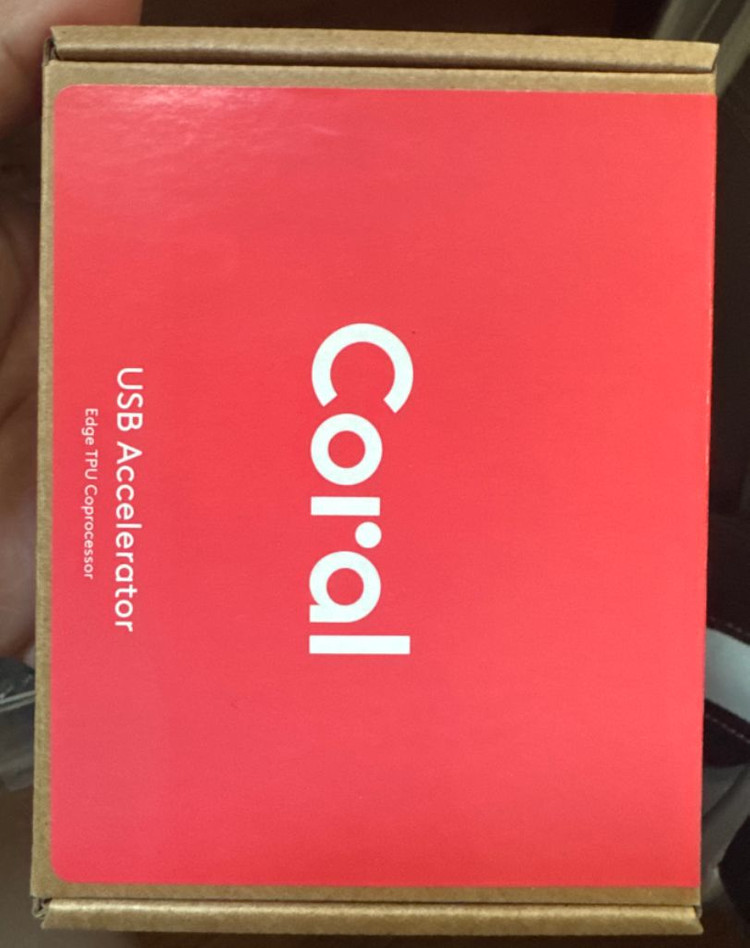 Coral
USB Accelerator
Edge TPU Coprocessor